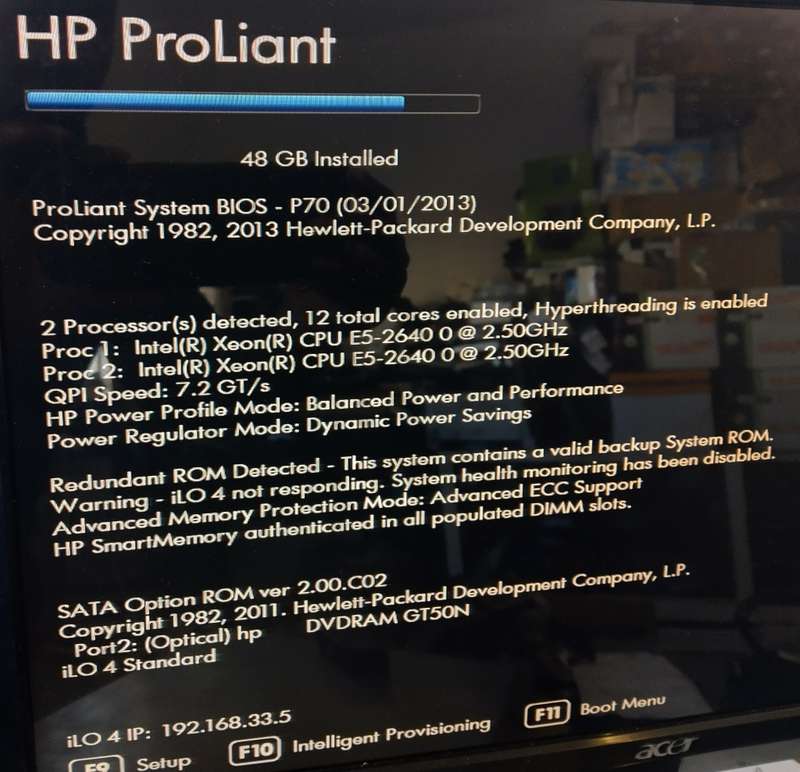 HP ProLiant
48 GB Installed
ProLiant System BIOS - P70 (03/01/2013)
Copyright 1982, 2013 Hewlett-Packard Development Company, L.P.
2 Processor(s) detected, 12 total cores enabled, Hyperthreading is enabled
Proc 1: Intel(R) Xeon(R) CPU E5-2640 0 @ 2.50GHz
Proc 2: Intel(R) Xeon(R) CPU E5-2640 0 @ 2.50GHz
QPI Speed: 7.2 GT/s
HP Power Profile Mode: Balanced Power and Performance
Power Regulator Mode: Dynamic Power Savings
Redundant ROM Detected - This system contains a valid backup System ROM.
Warning - iLO 4 not responding. System health monitoring has been disabled.
Advanced Memory Protection Mode: Advanced ECC Support
HP SmartMemory authenticated in all populated DIMM slots.
SATA Option ROM ver 2.00.C02
Copyright 1982, 2011. Hewlett-Packard Development Company, L.P.
Port2: (Optical) hp DVDRAM GT50N
iLO 4 Standard
iLO 4 IP: 192.168.33.5
F9 Setup F10 Intelligent Provisioning F11 Boot Menu
acer